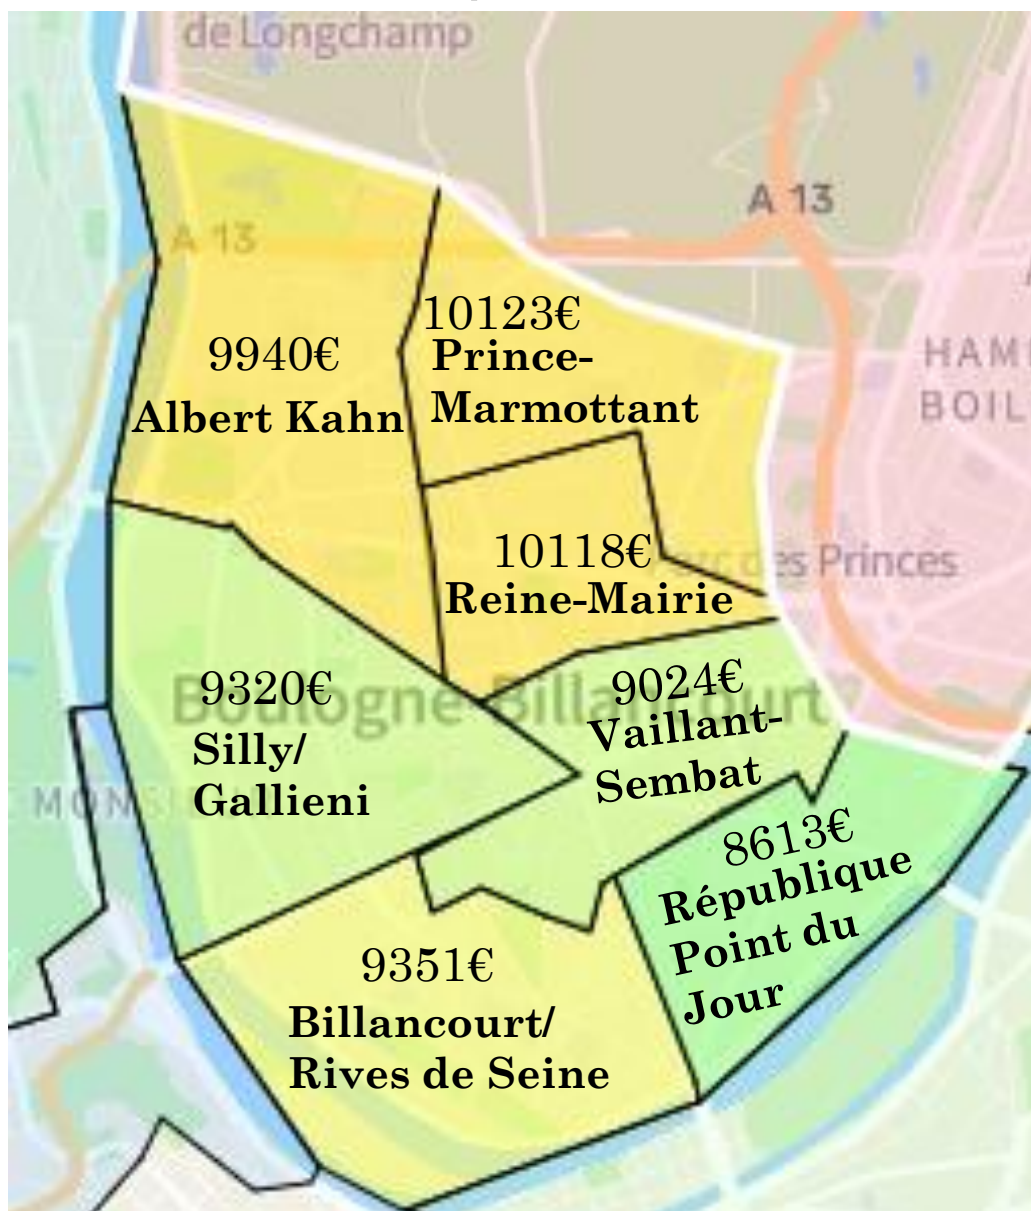 de Longchamp
A 13
A 13
10123€
Prince-
Marmottant
9940€
Albert Kahn
HAM
BOIL
10118€
Reine-Mairie
des Princes
9320€
Silly/
Gallieni
Boulogne-Billancourt
9024€
Vaillant-
Sembat
MONS
8613€
République
Point du
Jour
9351€
Billancourt/
Rives de Seine